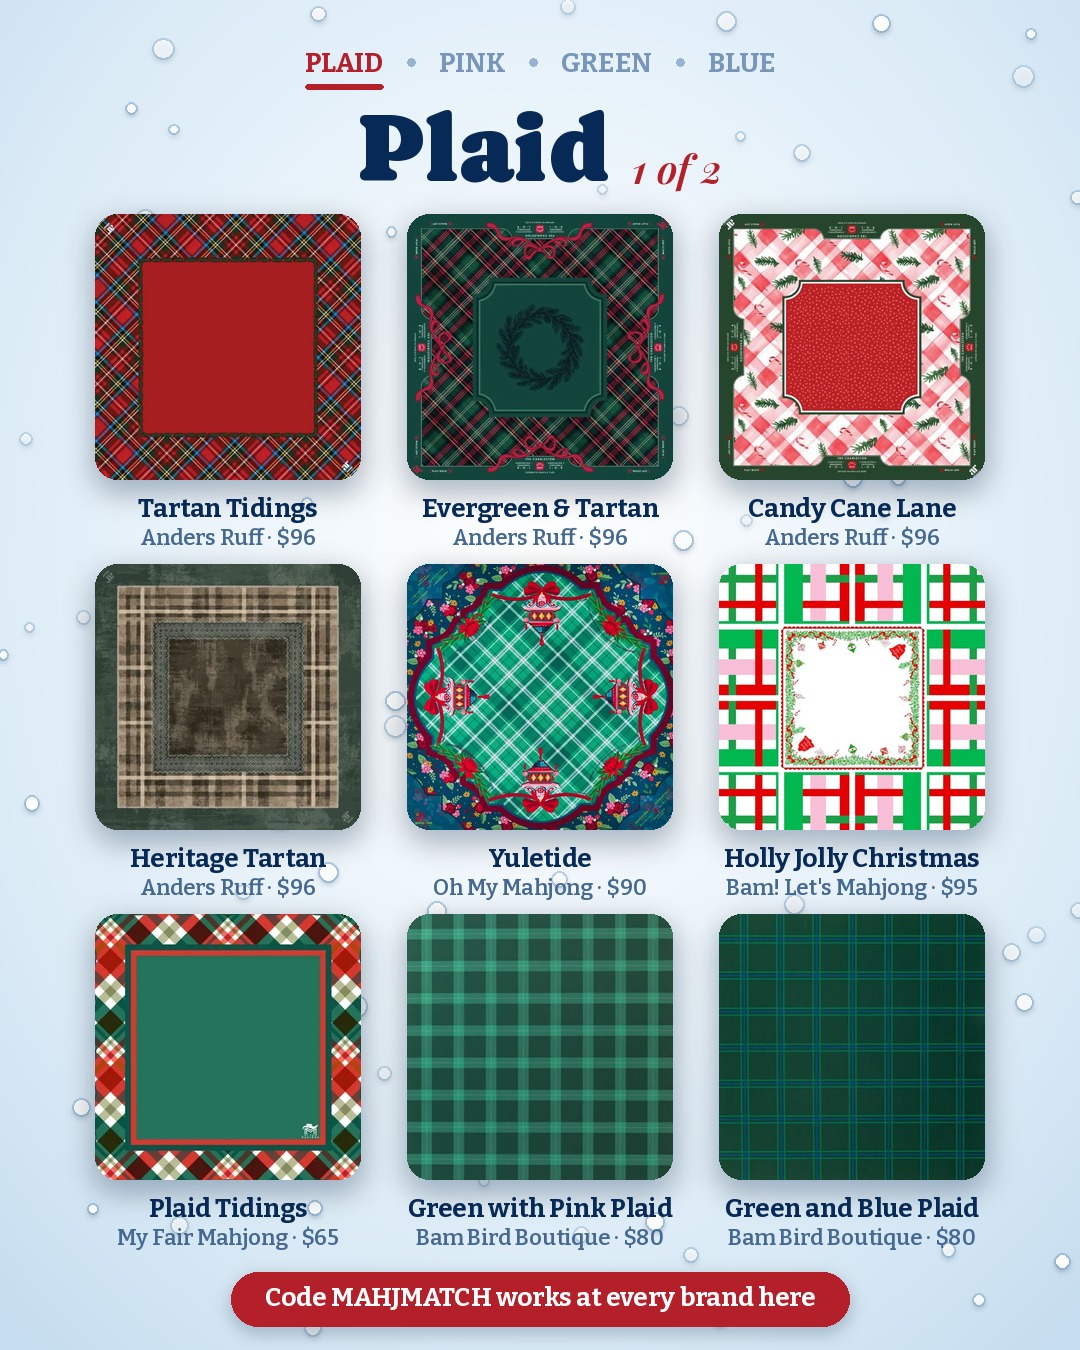 PLAID • PINK • GREEN • BLUE
Plaid 1 of 2
Tartan Tidings
Anders Ruff · $96
Evergreen & Tartan
Anders Ruff · $96
Candy Cane Lane
Anders Ruff · $96
Heritage Tartan
Anders Ruff · $96
Yuletide
Oh My Mahjong · $90
Holly Jolly Christmas
Bam! Let's Mahjong · $95
Plaid Tidings
My Fair Mahjong · $65
Green with Pink Plaid
Bam Bird Boutique · $80
Green and Blue Plaid
Bam Bird Boutique · $80
Code MAHJMATCH works at every brand here